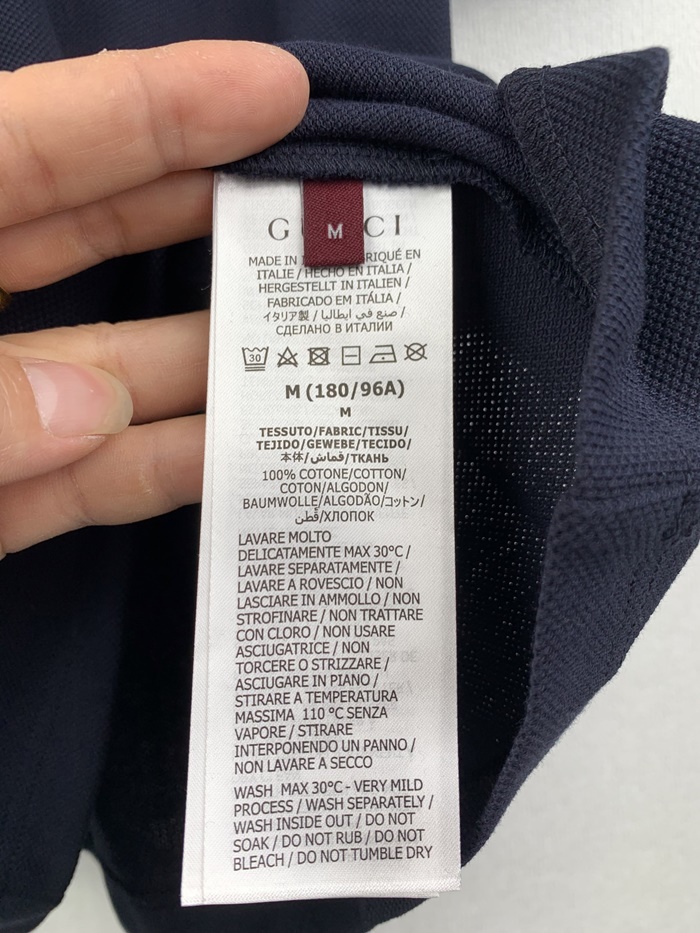 GUCCI
M
MADE IN
RIQUÉ EN
ITALIE / HECHO EN ITALIA /
HERGESTELLT IN ITALIEN /
FABRICADO EM ITÁLIA /
イタリア製 / صنع في ايطاليا /
СДЕЛАНО В ИТАЛИИ
30
M (180/96A)
M
TESSUTO/FABRIC/TISSU/
TEJIDO/GEWEBE/TECIDO/
本体/قماش/ТКАНЬ
100% COTONE/COTTON/
COTON/ALGODON/
BAUMWOLLE/ALGODÃO/コットン/
قُطن/ХЛОПОК
LAVARE MOLTO
DELICATAMENTE MAX 30°C /
LAVARE SEPARATAMENTE /
LAVARE A ROVESCIO / NON
LASCIARE IN AMMOLLO / NON
STROFINARE / NON TRATTARE
CON CLORO / NON USARE
ASCIUGATRICE / NON
TORCERE O STRIZZARE /
ASCIUGARE IN PIANO /
STIRARE A TEMPERATURA
MASSIMA 110 °C SENZA
VAPORE / STIRARE
INTERPONENDO UN PANNO /
NON LAVARE A SECCO
WASH MAX 30°C - VERY MILD
PROCESS / WASH SEPARATELY /
WASH INSIDE OUT / DO NOT
SOAK / DO NOT RUB / DO NOT
BLEACH / DO NOT TUMBLE DRY